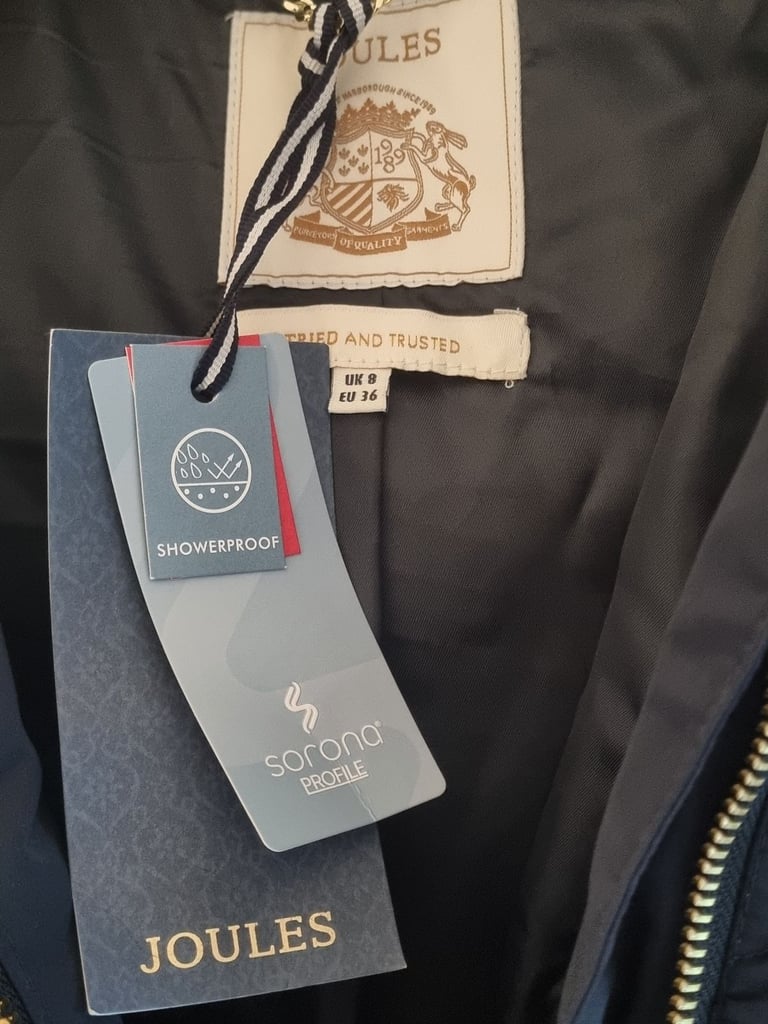 JOULES
HARBOROUGH SINCE 1989
1989
PURVEYORS OF QUALITY GARMENTS
TRIED AND TRUSTED
UK 8
EU 36
SHOWERPROOF
sorona®
PROFILE
JOULES